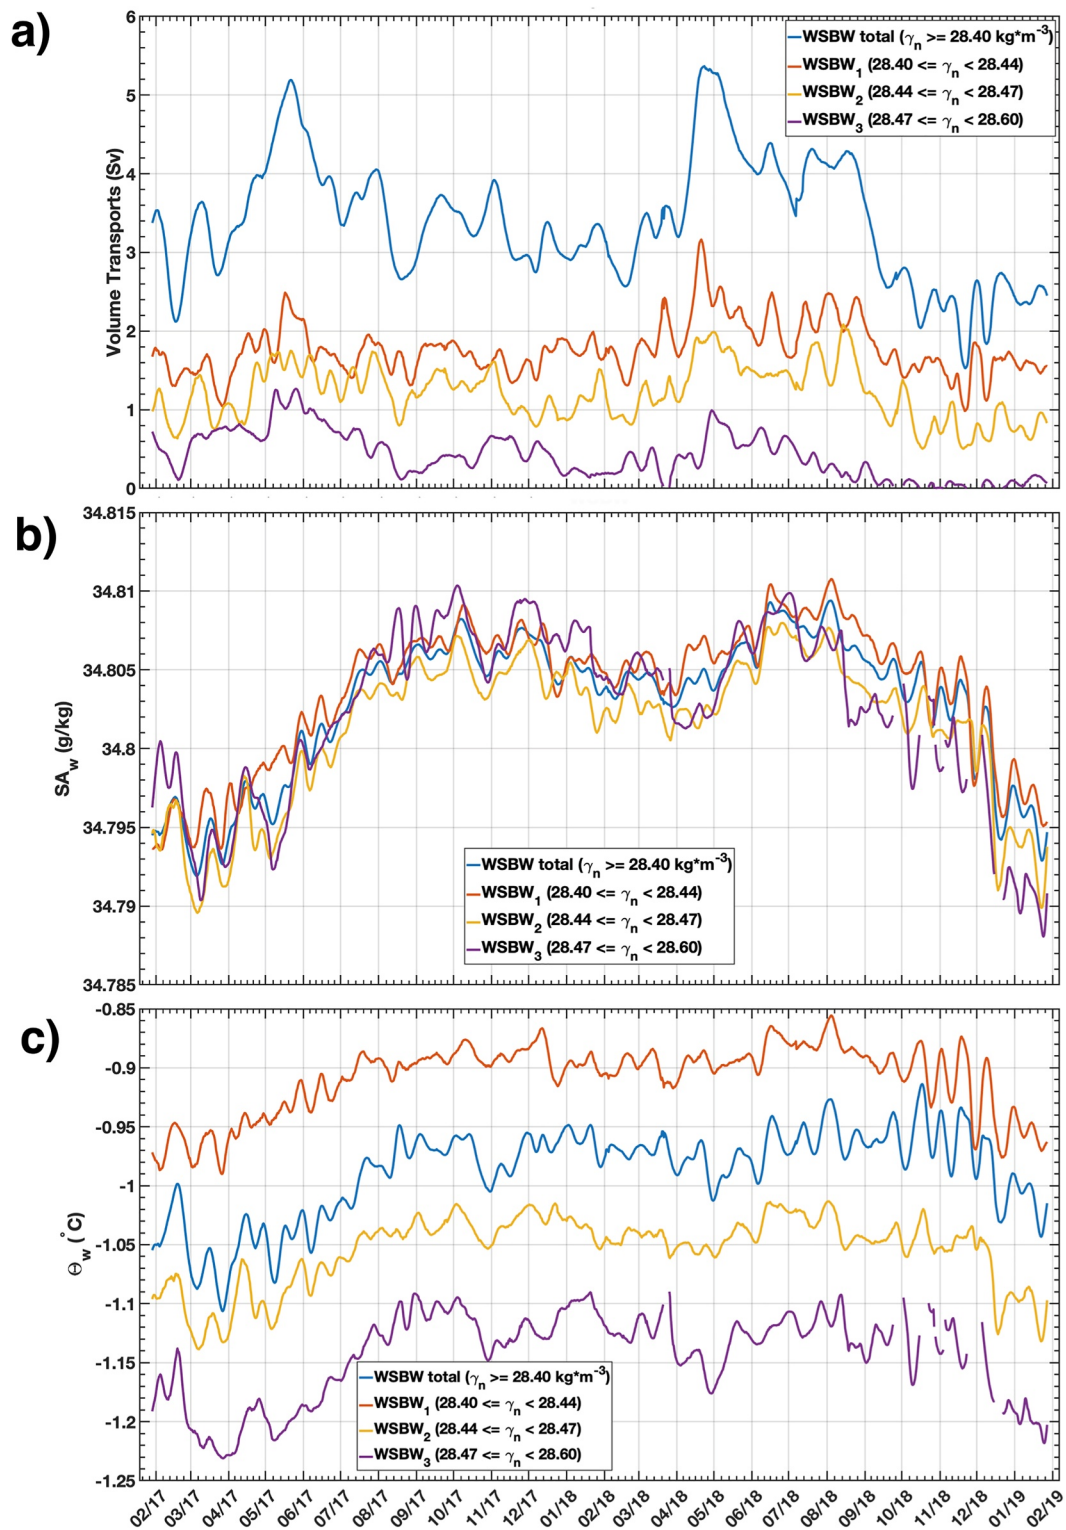 a)
6
5
4
3
2
1
0
Volume Transports (Sv)
WSBW total (γn >= 28.40 kg*m-3)
WSBW1 (28.40 <= γn < 28.44)
WSBW2 (28.44 <= γn < 28.47)
WSBW3 (28.47 <= γn < 28.60)
b)
34.815
34.81
34.805
34.8
34.795
34.79
34.785
SAw (g/kg)
WSBW total (γn >= 28.40 kg*m-3)
WSBW1 (28.40 <= γn < 28.44)
WSBW2 (28.44 <= γn < 28.47)
WSBW3 (28.47 <= γn < 28.60)
c)
-0.85
-0.9
-0.95
-1
-1.05
-1.1
-1.15
-1.2
-1.25
Θw (°C)
WSBW total (γn >= 28.40 kg*m-3)
WSBW1 (28.40 <= γn < 28.44)
WSBW2 (28.44 <= γn < 28.47)
WSBW3 (28.47 <= γn < 28.60)
02/17 03/17 04/17 05/17 06/17 07/17 08/17 09/17 10/17 11/17 12/17 01/18 02/18 03/18 04/18 05/18 06/18 07/18 08/18 09/18 10/18 11/18 12/18 01/19 02/19